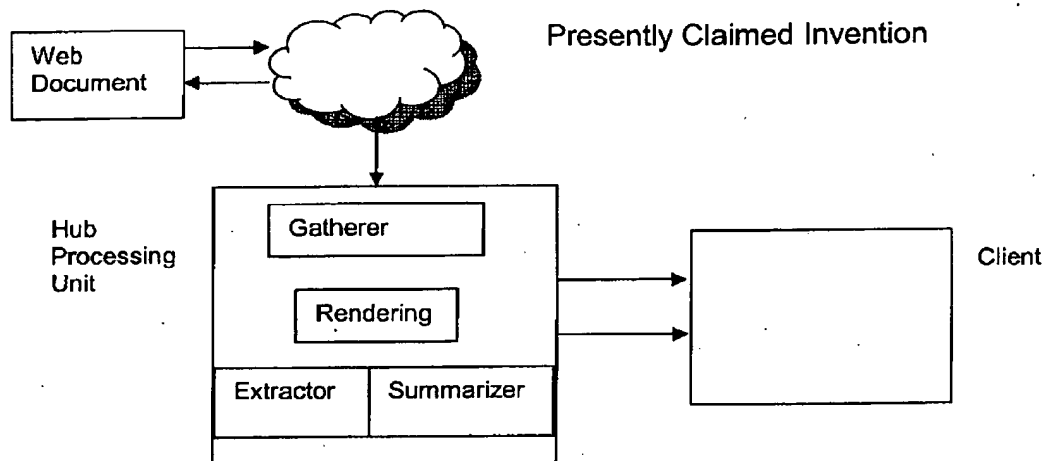 Presently Claimed Invention
Web
Document
Hub
Processing
Unit
Gatherer
Rendering
Extractor
Summarizer
Client